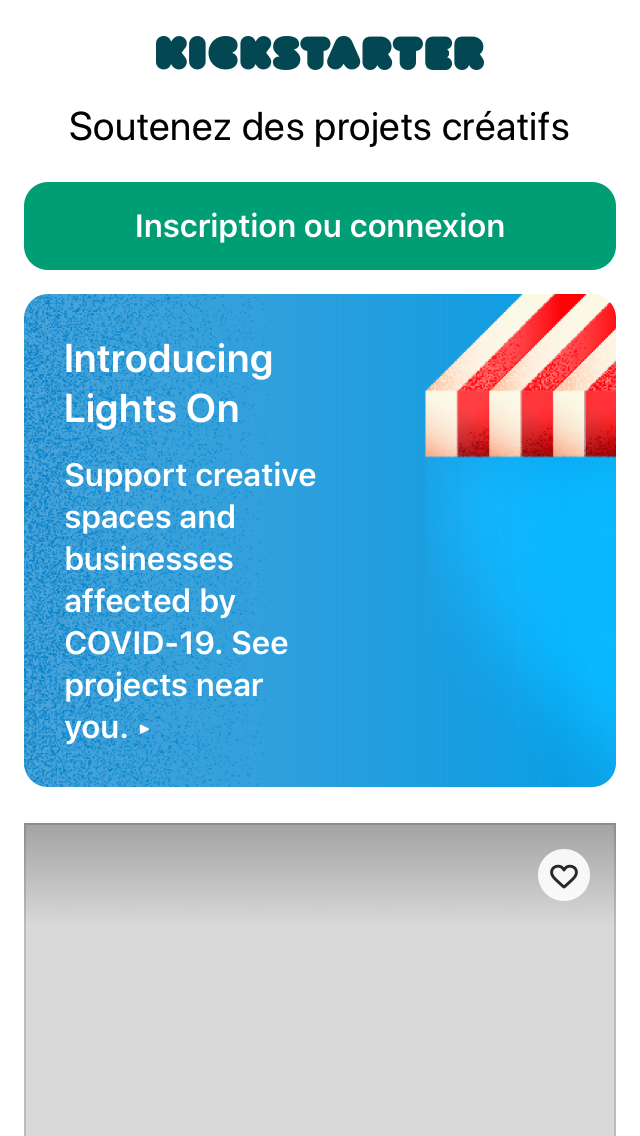 KICKSTARTER
Soutenez des projets créatifs
Inscription ou connexion
Introducing
Lights On
Support creative
spaces and
businesses
affected by
COVID-19. See
projects near
you. ▸